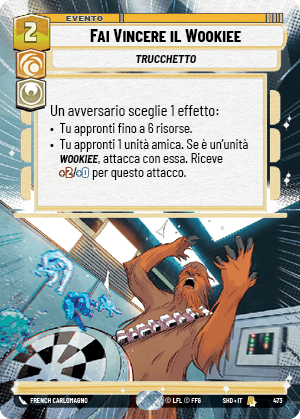 EVENTO
2
FAI VINCERE IL WOOKIEE
TRUCCHETTO
Un avversario sceglie 1 effetto:
• Tu appronti fino a 6 risorse.
• Tu appronti 1 unità amica. Se è un'unità
WOOKIEE, attacca con essa. Riceve
+2/+0 per questo attacco.
FRENCH CARLOMAGNO
© LFL © FFG
SHD • IT
473